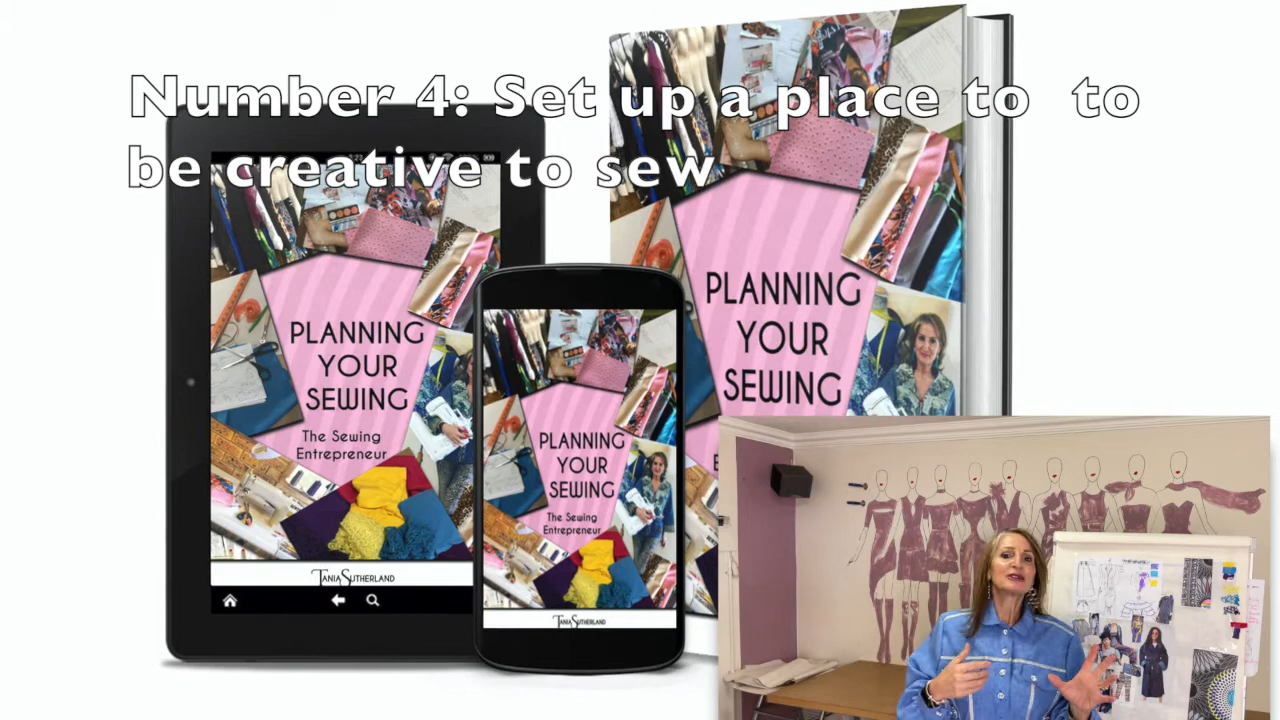 Number 4: Set up a place to  to
be creative to sew
PLANNING
YOUR
SEWING
The Sewing
Entrepreneur
TANIA SUTHERLAND
PLANNING
YOUR
SEWING
The Sewing
Entrepreneur
TANIA SUTHERLAND
PLANNING
YOUR
SEWING